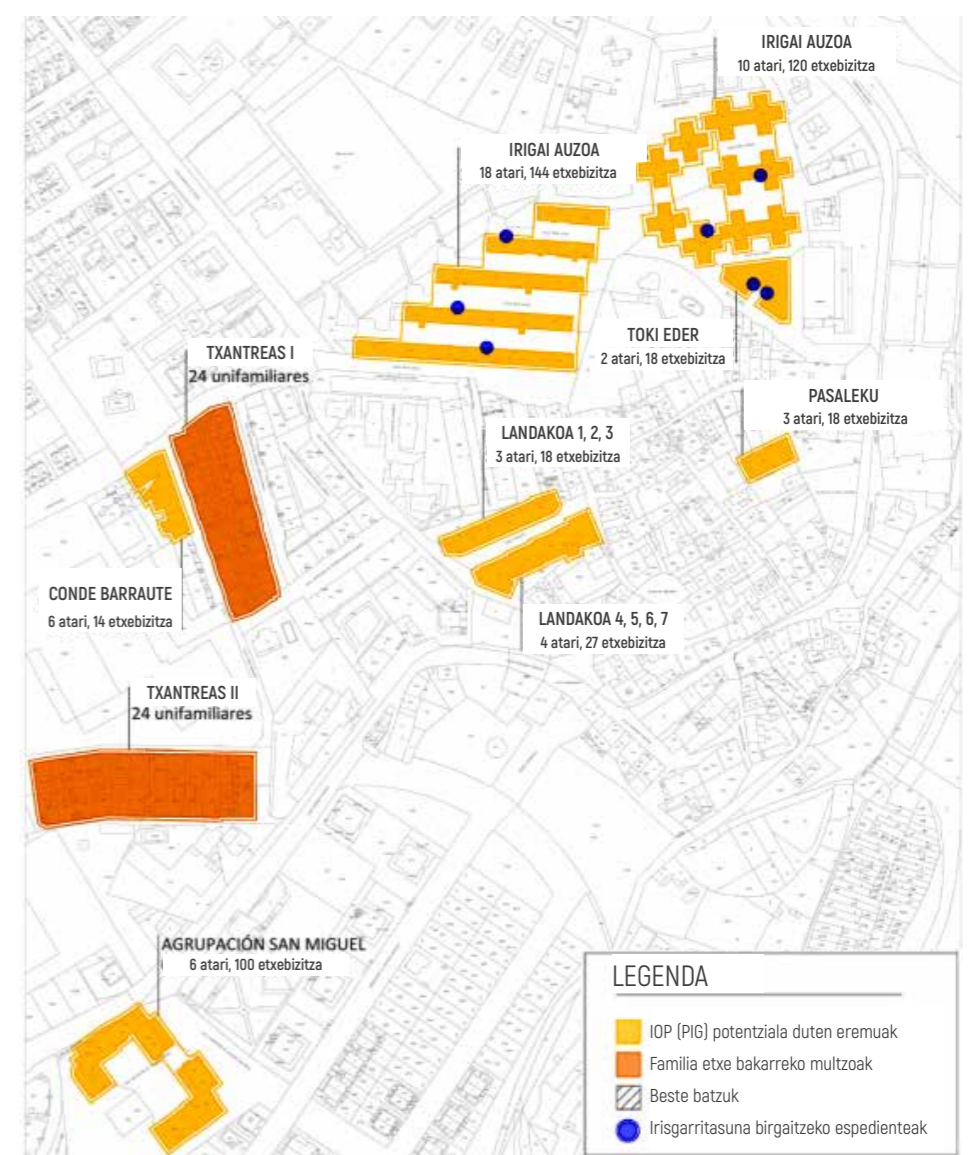 IRIGAI AUZOA
10 atari, 120 etxebizitza
IRIGAI AUZOA
18 atari, 144 etxebizitza
TOKI EDER
2 atari, 18 etxebizitza
TXANTREAS I
24 unifamiliares
PASALEKU
3 atari, 18 etxebizitza
LANDAKOA 1, 2, 3
3 atari, 18 etxebizitza
CONDE BARRAUTE
6 atari, 14 etxebizitza
LANDAKOA 4, 5, 6, 7
4 atari, 27 etxebizitza
TXANTREAS II
24 unifamiliares
AGRUPACIÓN SAN MIGUEL
6 atari, 100 etxebizitza
LEGENDA
IOP (PIG) potentziala duten eremuak
Familia etxe bakarreko multzoak
Beste batzuk
Irisgarritasuna birgaitzeko espedienteak